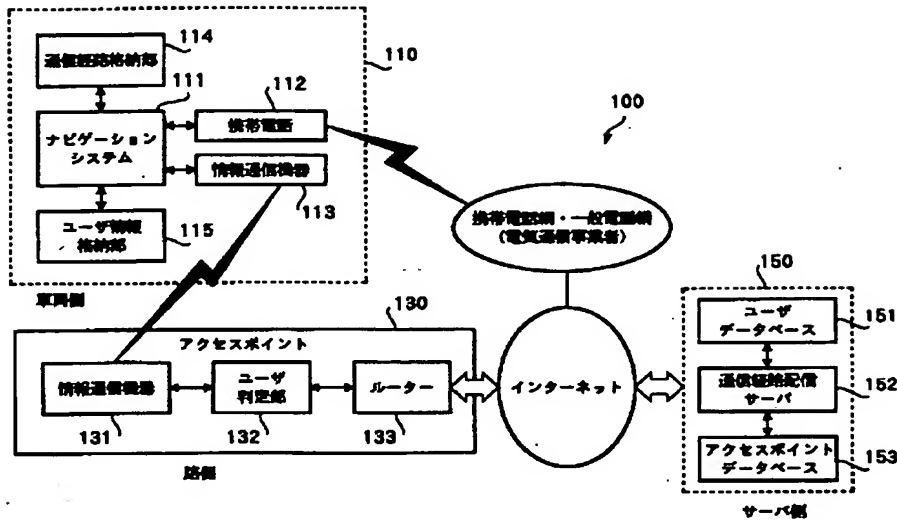 114
通信経路格納部
110
111
112
ナビゲーション
システム
携帯電話
情報通信機器
113
ユーザ情報
格納部
115
車両側
100
携帯電話網・一般電話網
(電気通信事業者)
130
アクセスポイント
情報通信機器
131
ユーザ
判定部
132
ルーター
133
路側
インターネット
150
ユーザ
データベース
151
通信経路配信
サーバ
152
アクセスポイント
データベース
153
サーバ側